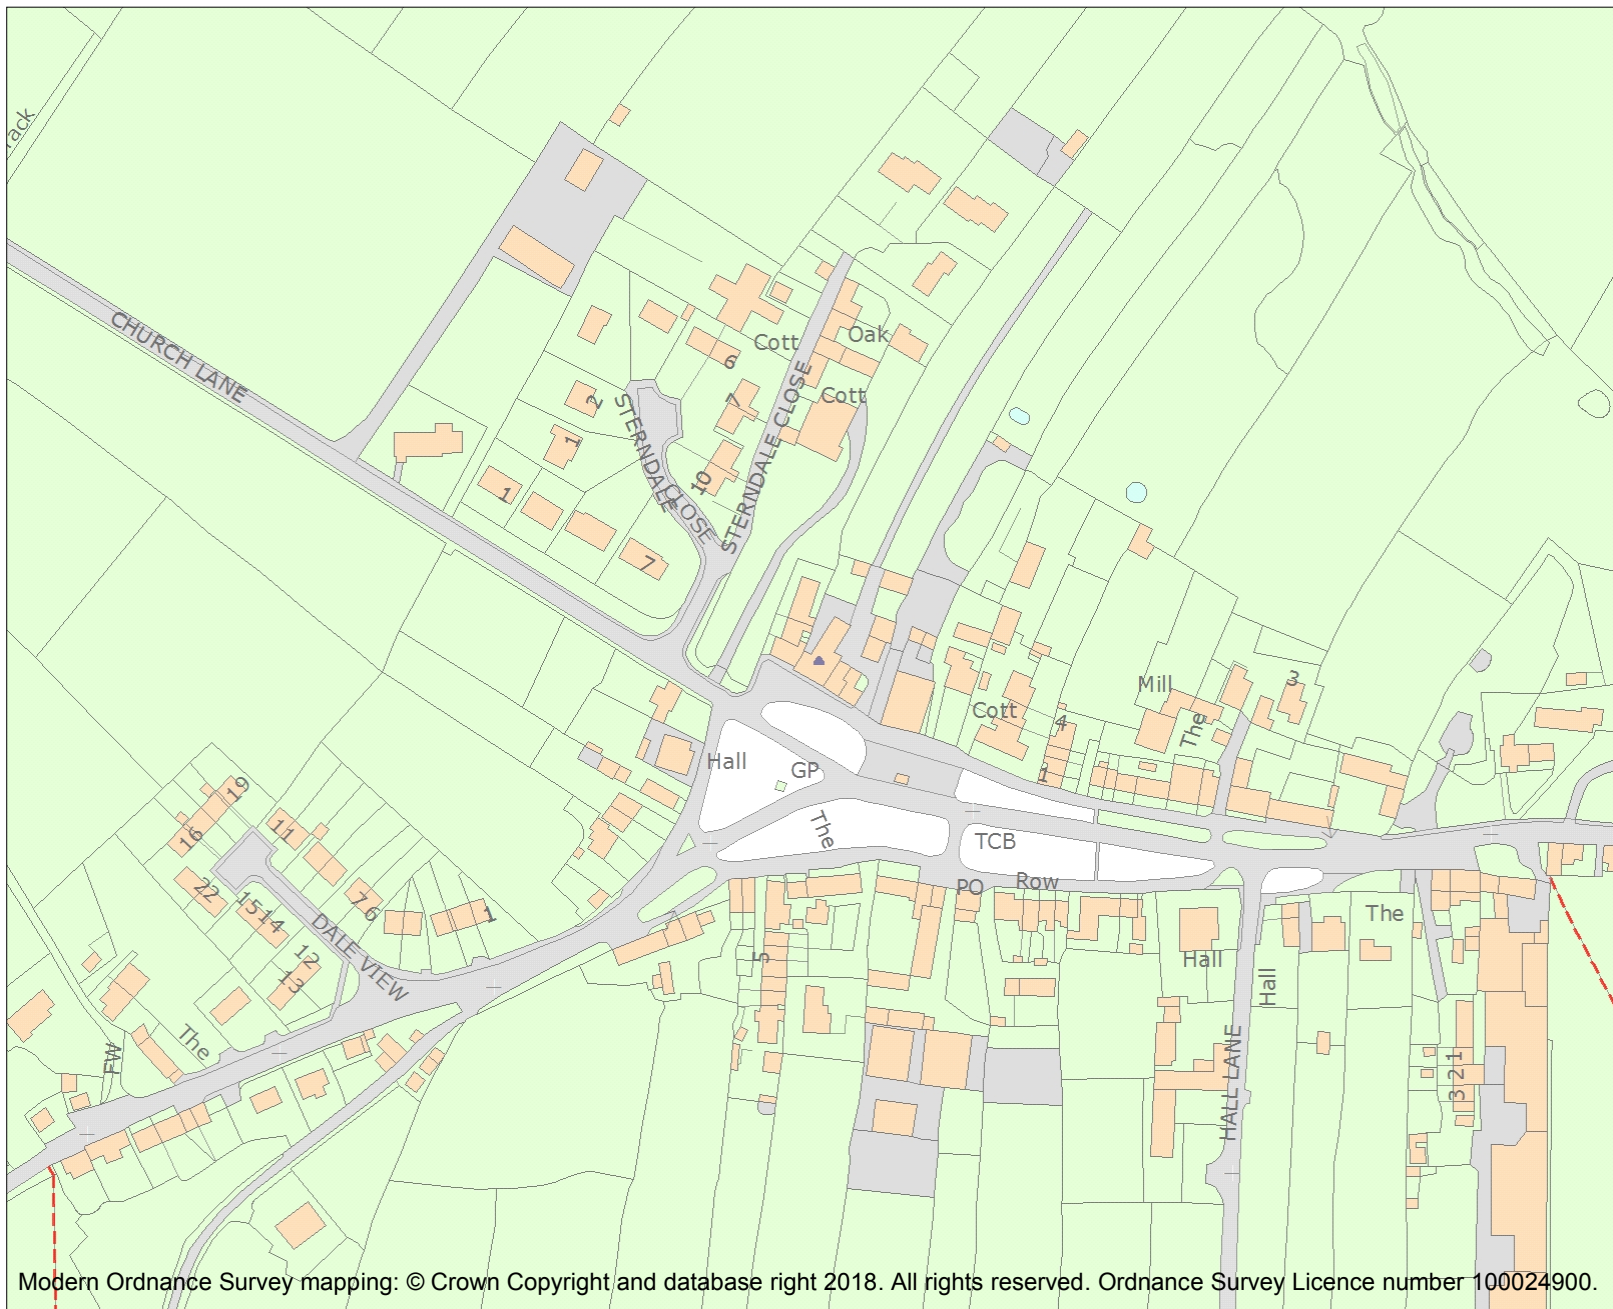 rack
CHURCH LANE
Cott
Oak
6
Cott
STERNDALE CLOSE
2
7
STERNDALE
CLOSE
1
10
1
7
Mill
3
Cott
The
4
Hall
GP
1
19
11
The
16
TCB
PO
Row
22
7
6
15
14
1
The
DALE VIEW
12
13
5
Hall
Hall
The
FW
HALL LANE
3 2 1
Modern Ordnance Survey mapping: © Crown Copyright and database right 2018. All rights reserved. Ordnance Survey Licence number 100024900.